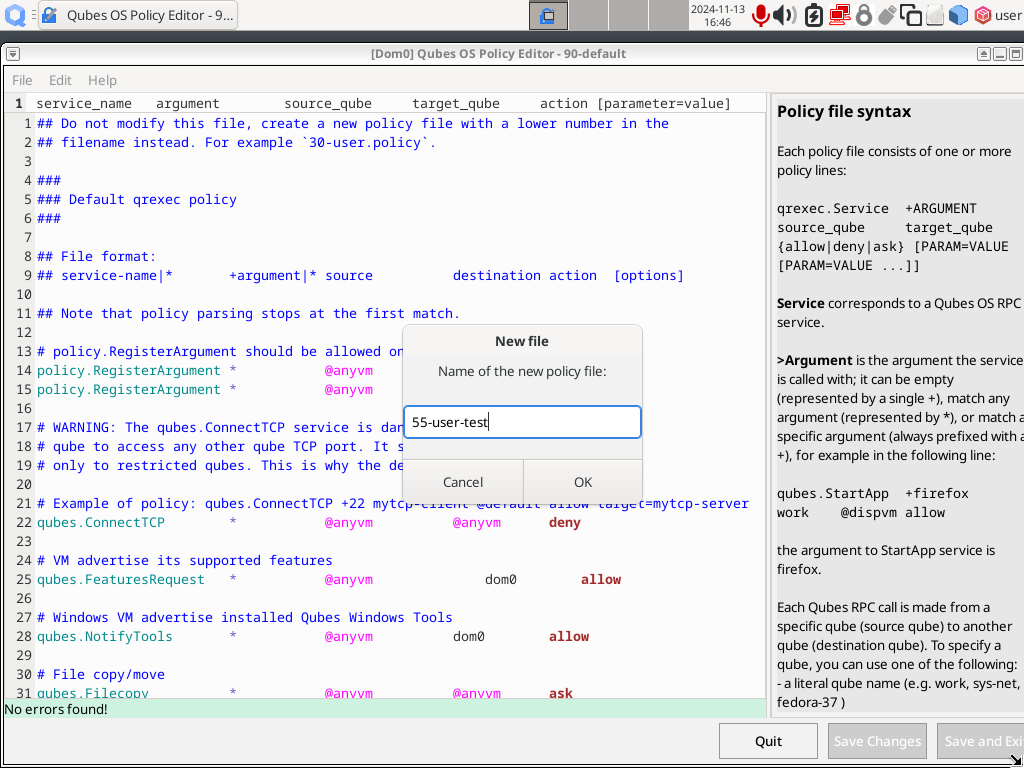 Qubes OS Policy Editor - 9...
2024-11-13
16:46
user
[Dom0] Qubes OS Policy Editor - 90-default
File Edit Help
1 service_name argument source_qube target_qube action [parameter=value]
1 ## Do not modify this file, create a new policy file with a lower number in the
2 ## filename instead. For example `30-user.policy`.
3
4 ###
5 ### Default qrexec policy
6 ###
7
8 ## File format:
9 ## service-name|* +argument|* source destination action [options]
10
11 ## Note that policy parsing stops at the first match.
12
13 # policy.RegisterArgument should be allowed on
14 policy.RegisterArgument * @anyvm
15 policy.RegisterArgument * @anyvm
16
17 # WARNING: The qubes.ConnectTCP service is dan
18 # qube to access any other qube TCP port. It s
19 # only to restricted qubes. This is why the de
20
21 # Example of policy: qubes.ConnectTCP +22 mytcp-client @default allow target=mytcp-server
22 qubes.ConnectTCP * @anyvm @anyvm deny
23
24 # VM advertise its supported features
25 qubes.FeaturesRequest * @anyvm dom0 allow
26
27 # Windows VM advertise installed Qubes Windows Tools
28 qubes.NotifyTools * @anyvm dom0 allow
29
30 # File copy/move
31 qubes.Filecopy * @anyvm @anyvm ask
No errors found!
New file
Name of the new policy file:
55-user-test
Cancel OK
Policy file syntax
Each policy file consists of one or more
policy lines:
qrexec.Service +ARGUMENT
source_qube target_qube
{allow|deny|ask} [PARAM=VALUE
[PARAM=VALUE ...]]
Service corresponds to a Qubes OS RPC
service.
>Argument is the argument the service
is called with; it can be empty
(represented by a single +), match any
argument (represented by *), or match a
specific argument (always prefixed with a
+), for example in the following line:
qubes.StartApp +firefox
work @dispvm allow
the argument to StartApp service is
firefox.
Each Qubes RPC call is made from a
specific qube (source qube) to another
qube (destination qube). To specify a
qube, you can use one of the following:
- a literal qube name (e.g. work, sys-net,
fedora-37 )
Quit Save Changes Save and Exi